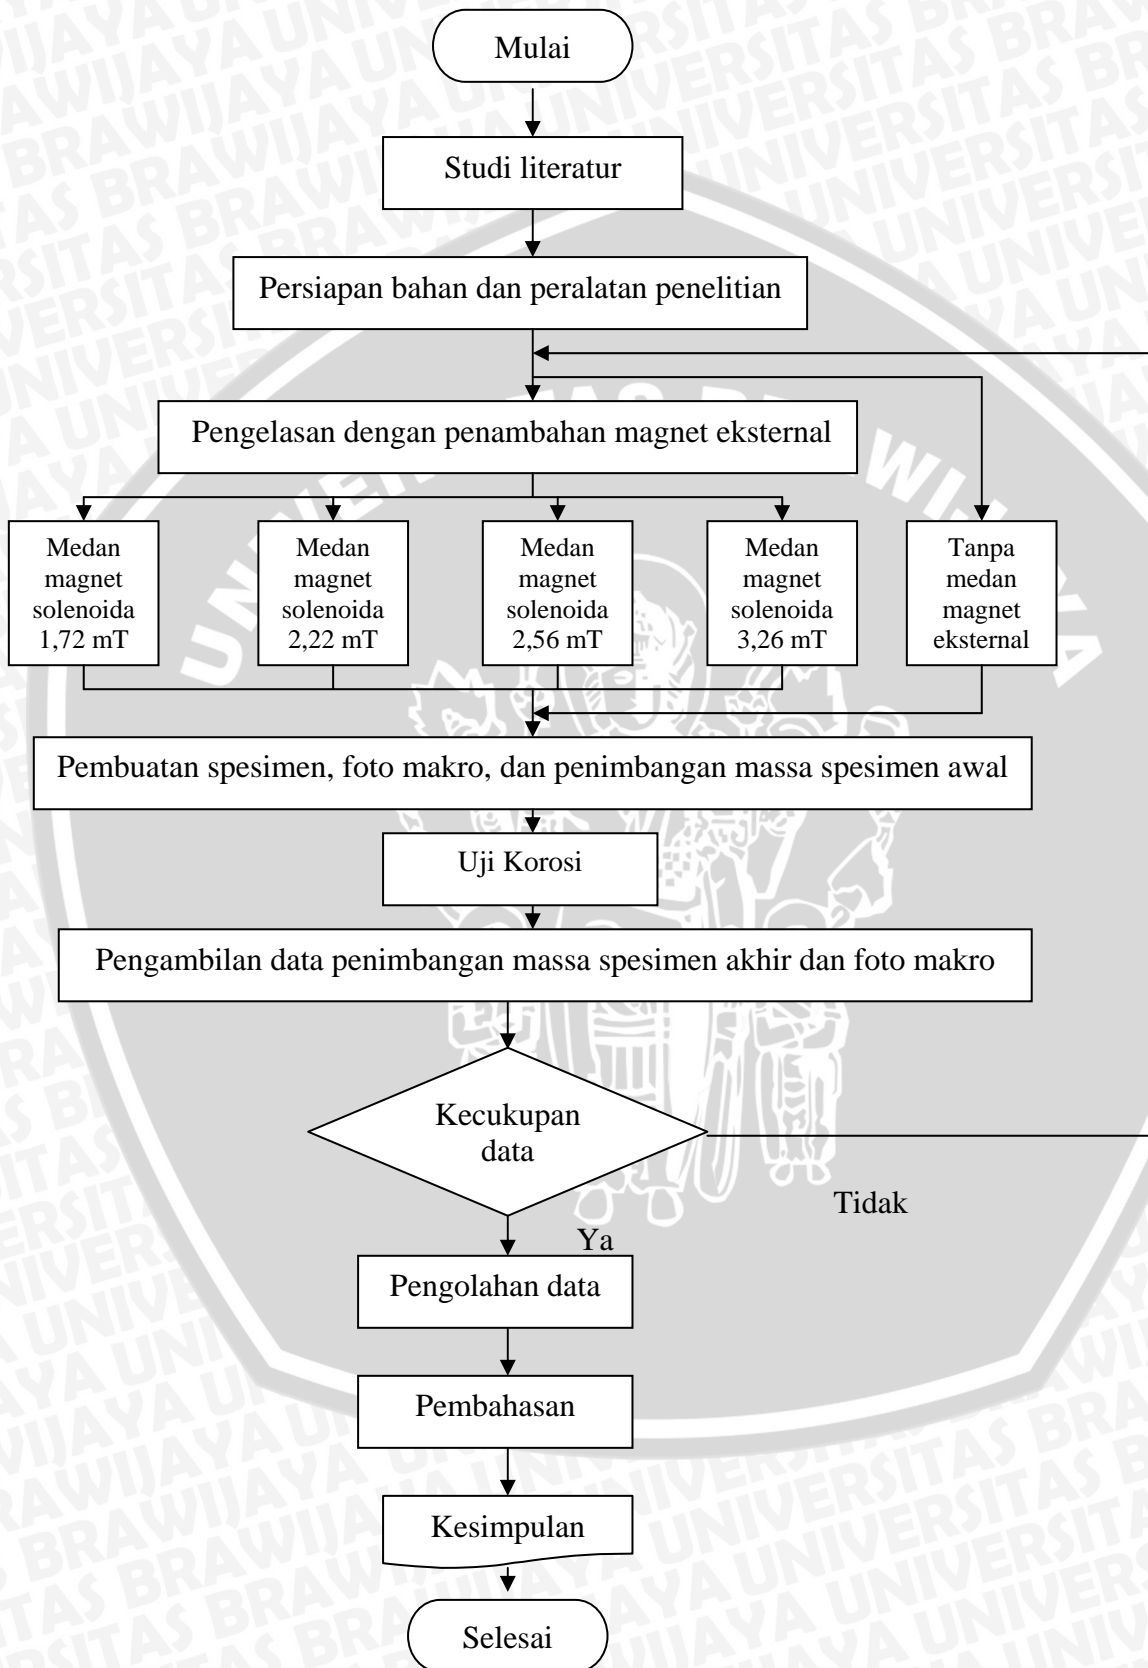 Mulai
Studi literatur
Persiapan bahan dan peralatan penelitian
Pengelasan dengan penambahan magnet eksternal
Medan
magnet
solenoida
1,72 mT
Medan
magnet
solenoida
2,22 mT
Medan
magnet
solenoida
2,56 mT
Medan
magnet
solenoida
3,26 mT
Tanpa
medan
magnet
eksternal
Pembuatan spesimen, foto makro, dan penimbangan massa spesimen awal
Uji Korosi
Pengambilan data penimbangan massa spesimen akhir dan foto makro
Kecukupan
data
Tidak
Ya
Pengolahan data
Pembahasan
Kesimpulan
Selesai